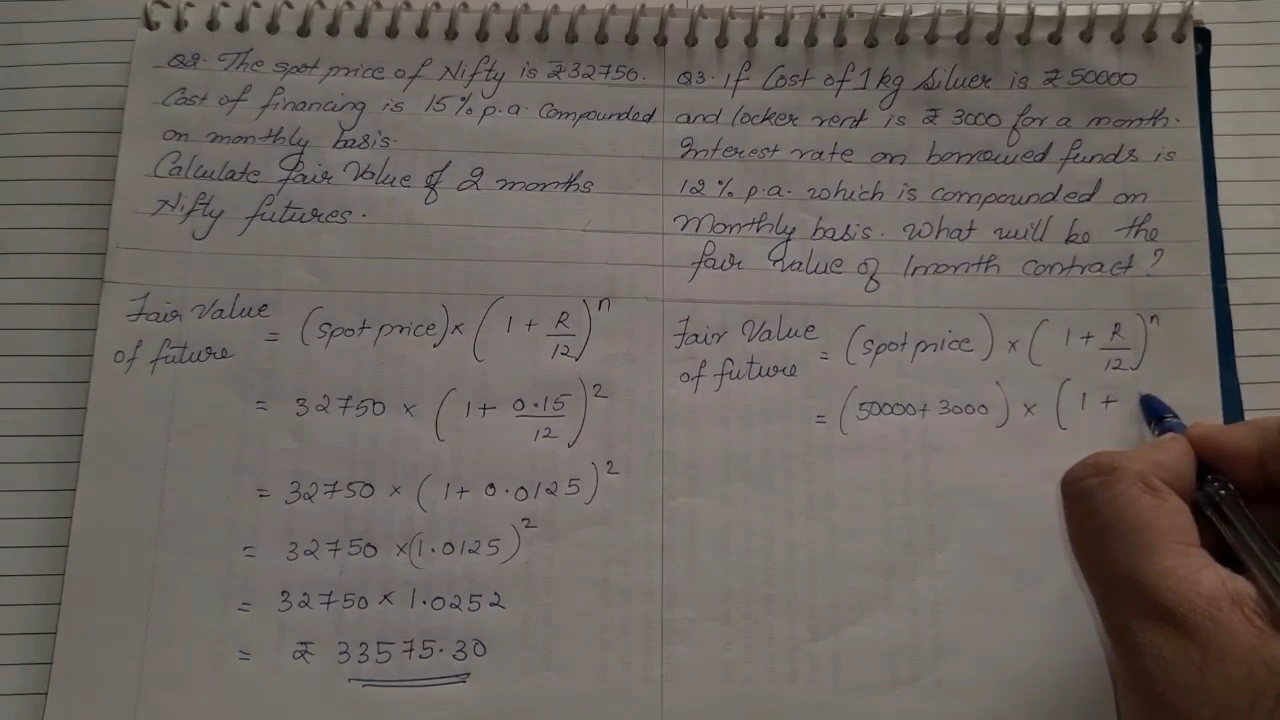 Q2. The spot price of Nifty is ₹32750.
Cost of financing is 15% p.a. Compounded
on monthly basis.
Calculate fair Value of 2 months
Nifty futures.
Fair Value
of future = (spot price) × (1 + R/12)^n
= 32750 × (1 + 0.15/12)^2
= 32750 × (1 + 0.0125)^2
= 32750 × (1.0125)^2
= 32750 × 1.0252
= ₹ 33575.30
Q3. If Cost of 1 kg Silver is ₹ 50000
and locker rent is ₹ 3000 for a month.
Interest rate on borrowed funds is
12% p.a. which is compounded on
Monthly basis. What will be the
fair Value of 1 month contract?
Fair Value
of future = (spot price) × (1 + R/12)^n
= (50000 + 3000) × (1 +